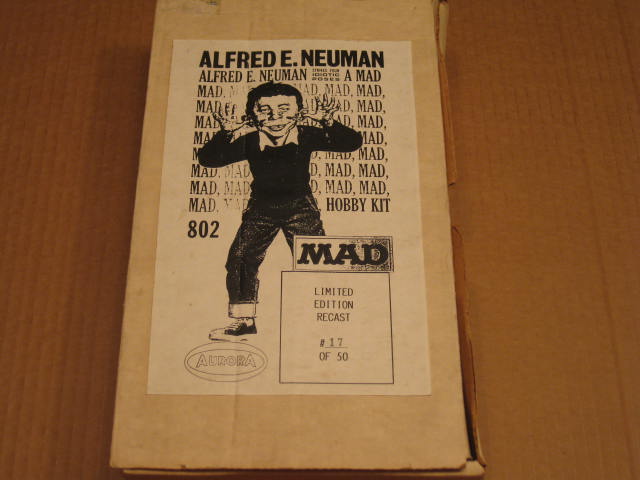 ALFRED E. NEUMAN
ALFRED E. NEUMAN STRIKES FOUR IDIOTIC POSES A MAD
MAD, MAD, MAD, MAD,
MAD, MAD, MAD,
MAD, MAD, MAD,
MAD, MAD, MAD,
MAD, MAD, MAD, MAD,
MAD, MAD, D, MAD, MAD,
MAD, MAD D, MAD, MAD,
MAD, MAD HOBBY KIT
802
MAD
LIMITED
EDITION
RECAST
# 17
OF 50
AURORA